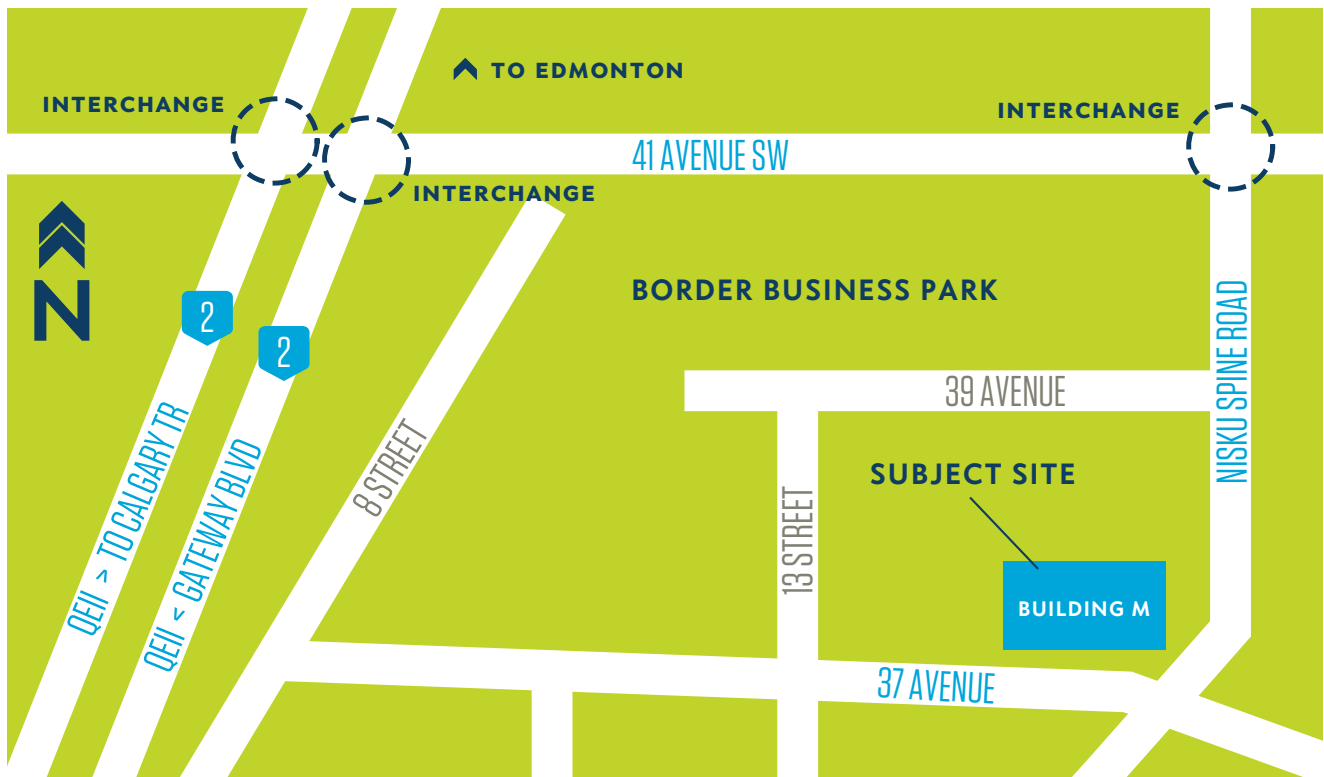 TO EDMONTON
INTERCHANGE
INTERCHANGE
41 AVENUE SW
INTERCHANGE
N
BORDER BUSINESS PARK
2
2
NISKU SPINE ROAD
39 AVENUE
8 STREET
SUBJECT SITE
13 STREET
QEII > TO CALGARY TR
QEII < GATEWAY BLVD
BUILDING M
37 AVENUE